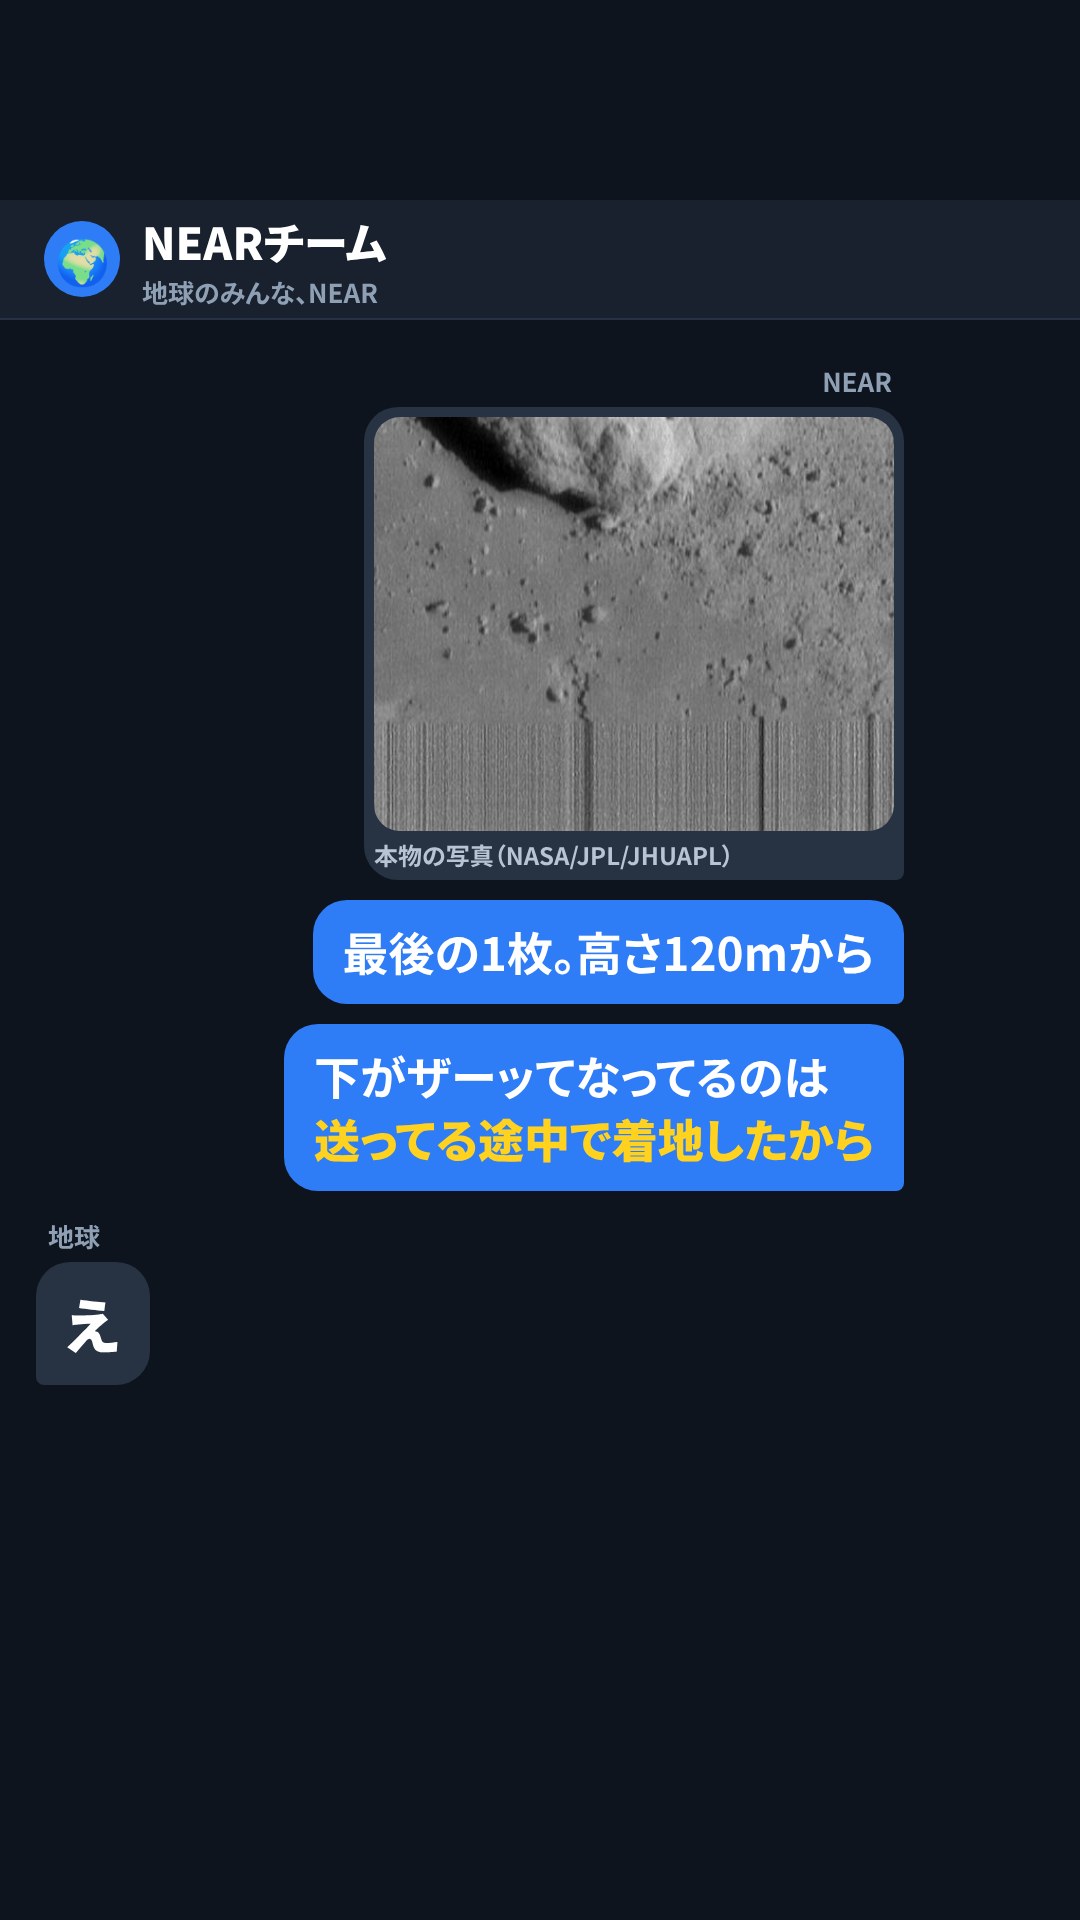 NEARチーム
地球のみんな、NEAR
NEAR
本物の写真（NASA/JPL/JHUAPL）
最後の1枚。高さ120mから
下がザーッてなってるのは
送ってる途中で着地したから
地球
え